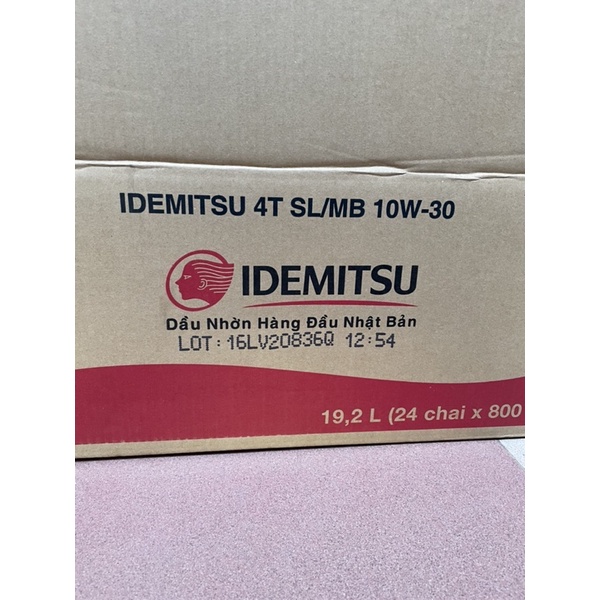 IDEMITSU 4T SL/MB 10W-30
IDEMITSU
Dầu Nhờn Hàng Đầu Nhật Bản
LOT: 16LV20836Q 12:54
19,2 L (24 chai x 800